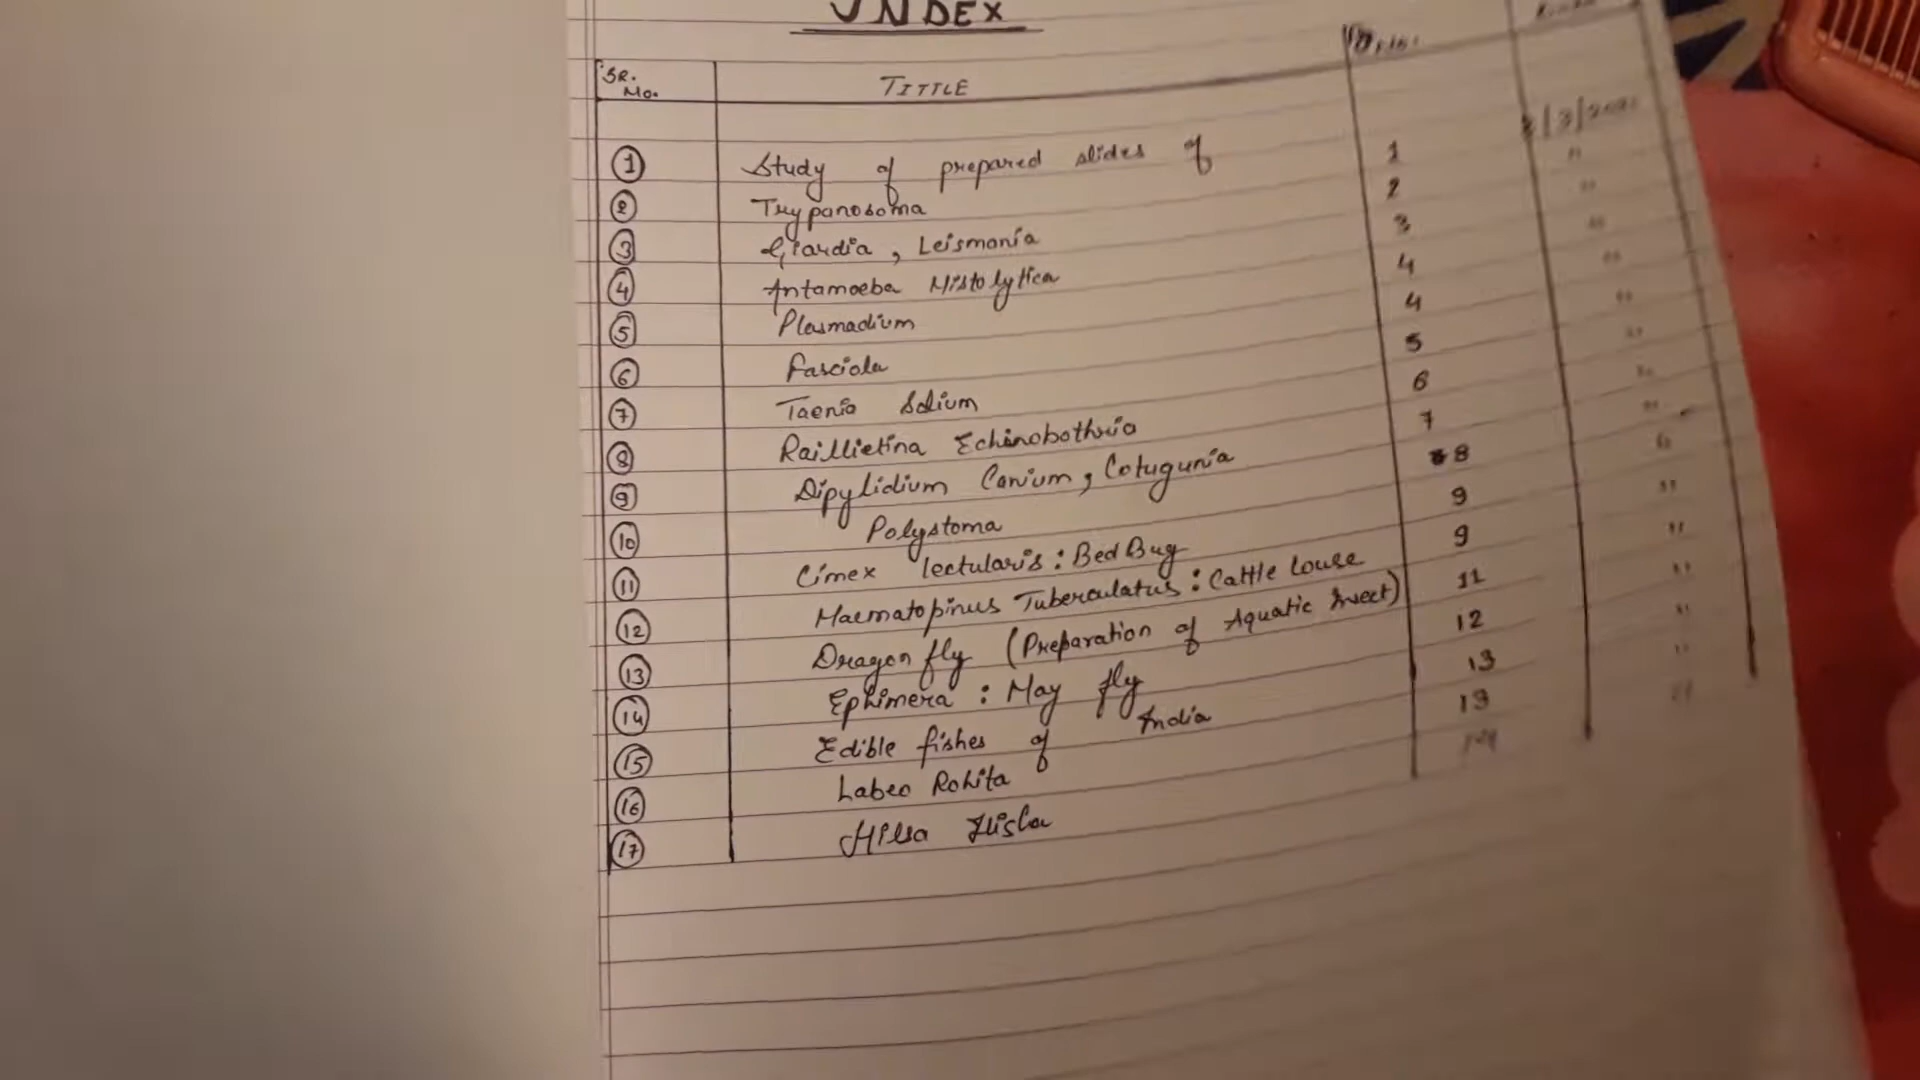 INDEX
SR. No. TITTLE
① Study of prepared slides of 1
② Trypanosoma 2 "
③ Giardia, Leismania 3 "
④ Antamoeba Histolytica 4 "
⑤ Plasmadium 4 "
⑥ Fasciola 5 "
⑦ Taenia Solium 6 "
⑧ Raillietina Echinobothria 7 "
⑨ Dipylidium Canium, Cotugunia 8 "
⑩ Polystoma 9 "
⑪ Cimex lectularis : Bed Bug 9 "
⑫ Haematopinus Tuberculatus : Cattle Louse 11 "
⑬ Dragon fly (Preparation of Aquatic Insect) 12 "
⑭ Ephimera : May fly 13 "
⑮ Edible fishes of India 13 "
⑯ Labeo Rohita "
⑰ Hilsa Ilisha